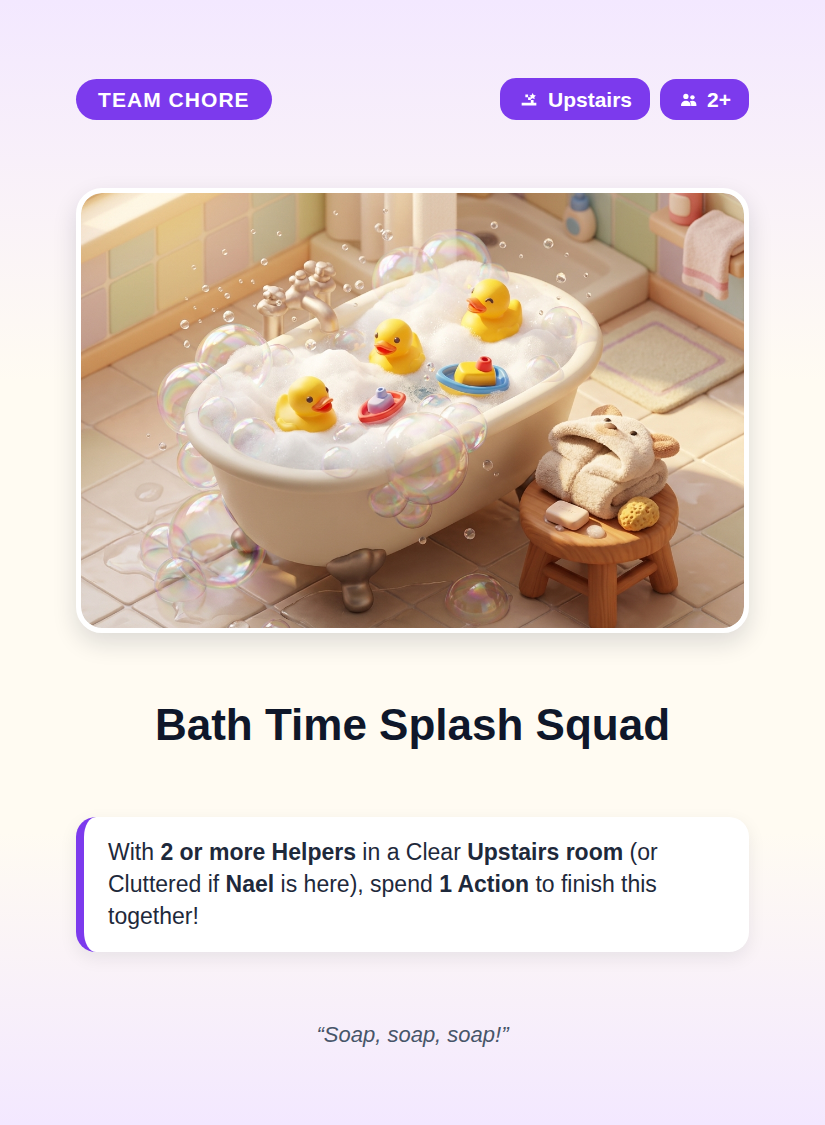 TEAM CHORE
Upstairs
2+
Bath Time Splash Squad
With 2 or more Helpers in a Clear Upstairs room (or
Cluttered if Nael is here), spend 1 Action to finish this
together!
“Soap, soap, soap!”